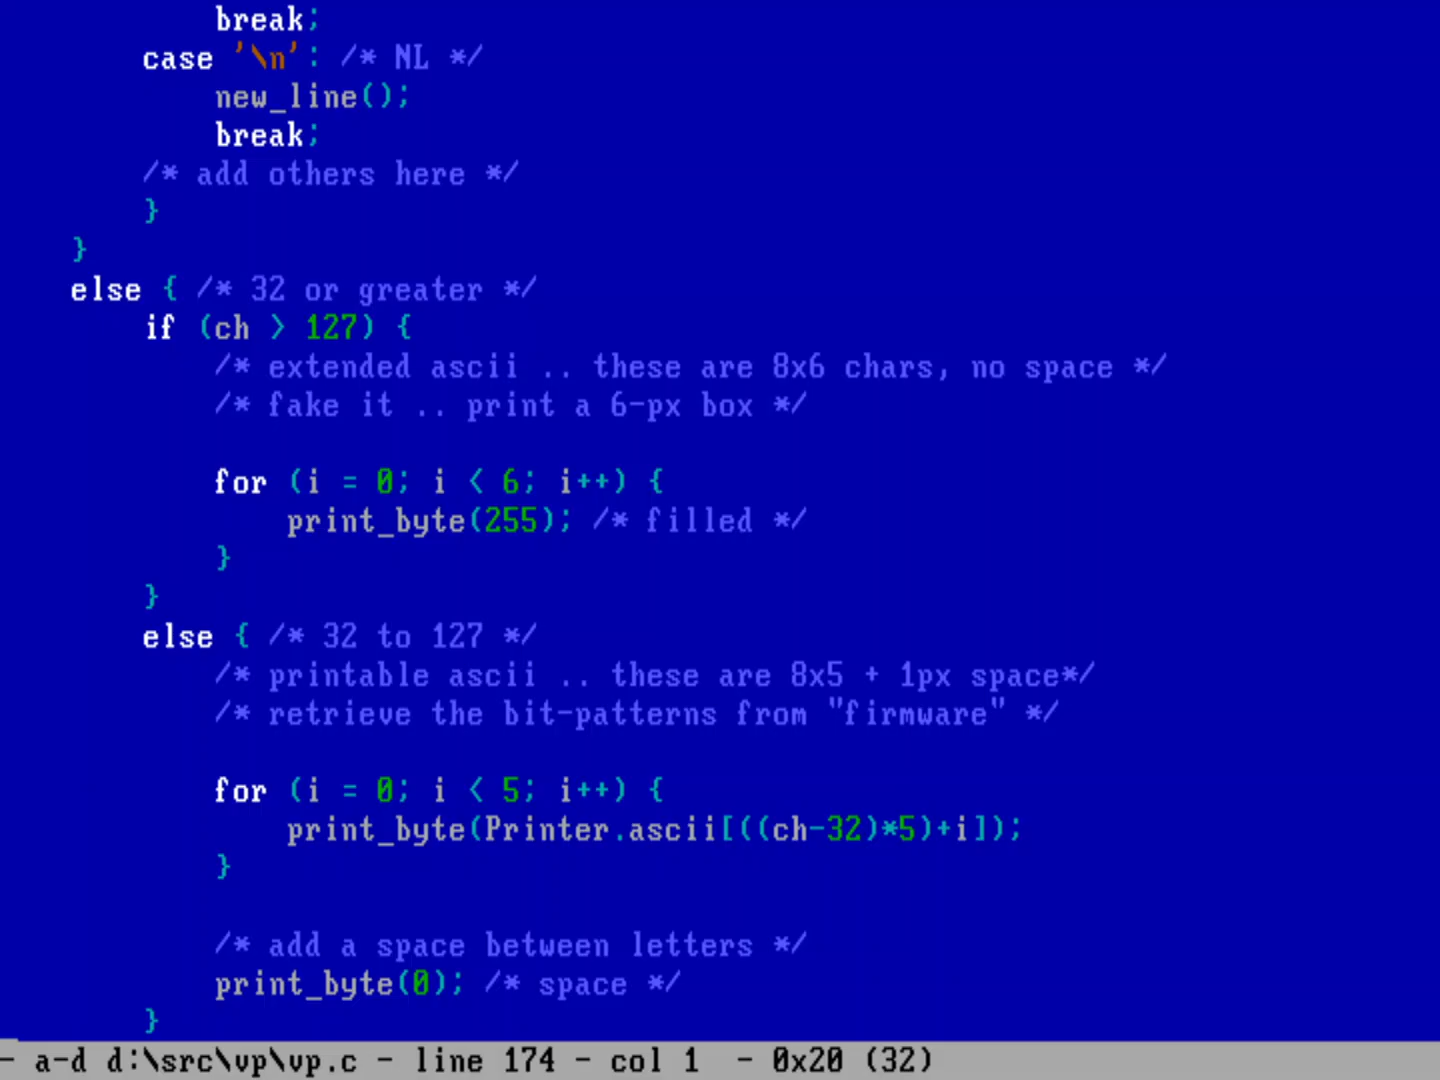 break;
case '\n': /* NL */
new_line();
break;
/* add others here */
}
}
else { /* 32 or greater */
if (ch > 127) {
/* extended ascii .. these are 8x6 chars, no space */
/* fake it .. print a 6-px box */
for (i = 0; i < 6; i++) {
print_byte(255); /* filled */
}
}
else { /* 32 to 127 */
/* printable ascii .. these are 8x5 + 1px space*/
/* retrieve the bit-patterns from "firmware" */
for (i = 0; i < 5; i++) {
print_byte(Printer.ascii[((ch-32)*5)+i]);
}
/* add a space between letters */
print_byte(0); /* space */
}
- a-d d:\src\vp\vp.c - line 174 - col 1 - 0x20 (32)